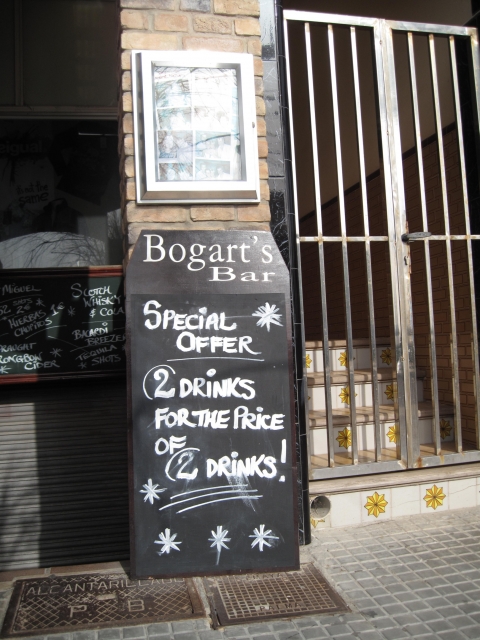 Bogart's
Bar
SPECIAL
OFFER
2 DRINKS
FOR THE PRICE
OF 2 DRINKS!
MIGUEL
HIERBAS
CIDER
SCOTCH
WHISKY
& COLA
BACARDI
BREEZER
TEQUILA
SHOTS
ALCANTARILLADO
P B